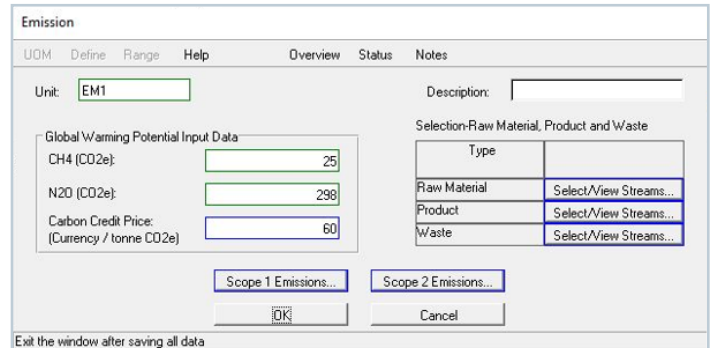 Emission
UOM Define Range Help Overview Status Notes
Unit: EM1 Description:
Global Warming Potential Input Data
CH4 (CO2e): 25
N2O (CO2e): 298
Carbon Credit Price:
(Currency / tonne CO2e) 60
Selection-Raw Material, Product and Waste
Type
Raw Material Select/View Streams...
Product Select/View Streams...
Waste Select/View Streams...
Scope 1 Emissions... Scope 2 Emissions...
OK Cancel
Exit the window after saving all data